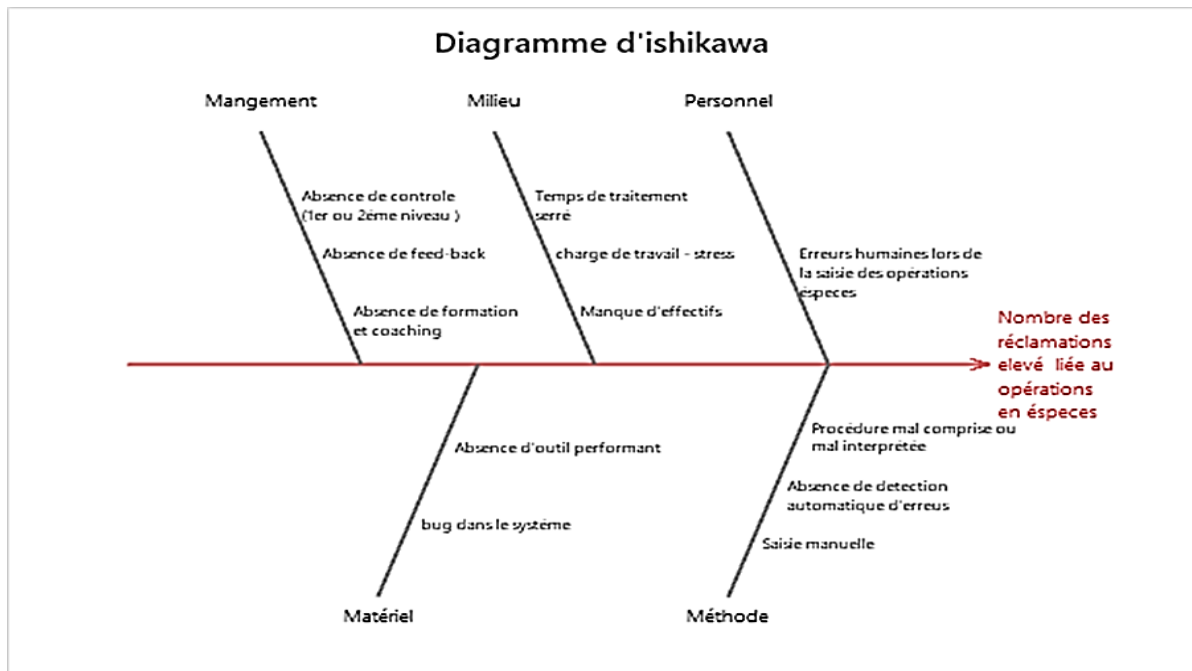 Diagramme d'ishikawa
Mangement
Milieu
Personnel
Absence de controle
(1er ou 2éme niveau )
Absence de feed-back
Absence de formation
et coaching
Temps de traitement
serré
charge de travail - stress
Manque d'effectifs
Erreurs humaines lors de
la saisie des opérations
éspeces
Nombre des
réclamations
elevé liée au
opérations
en éspeces
Absence d'outil performant
bug dans le systéme
Procédure mal comprise ou
mal interprétée
Absence de detection
automatique d'erreus
Saisie manuelle
Matériel
Méthode